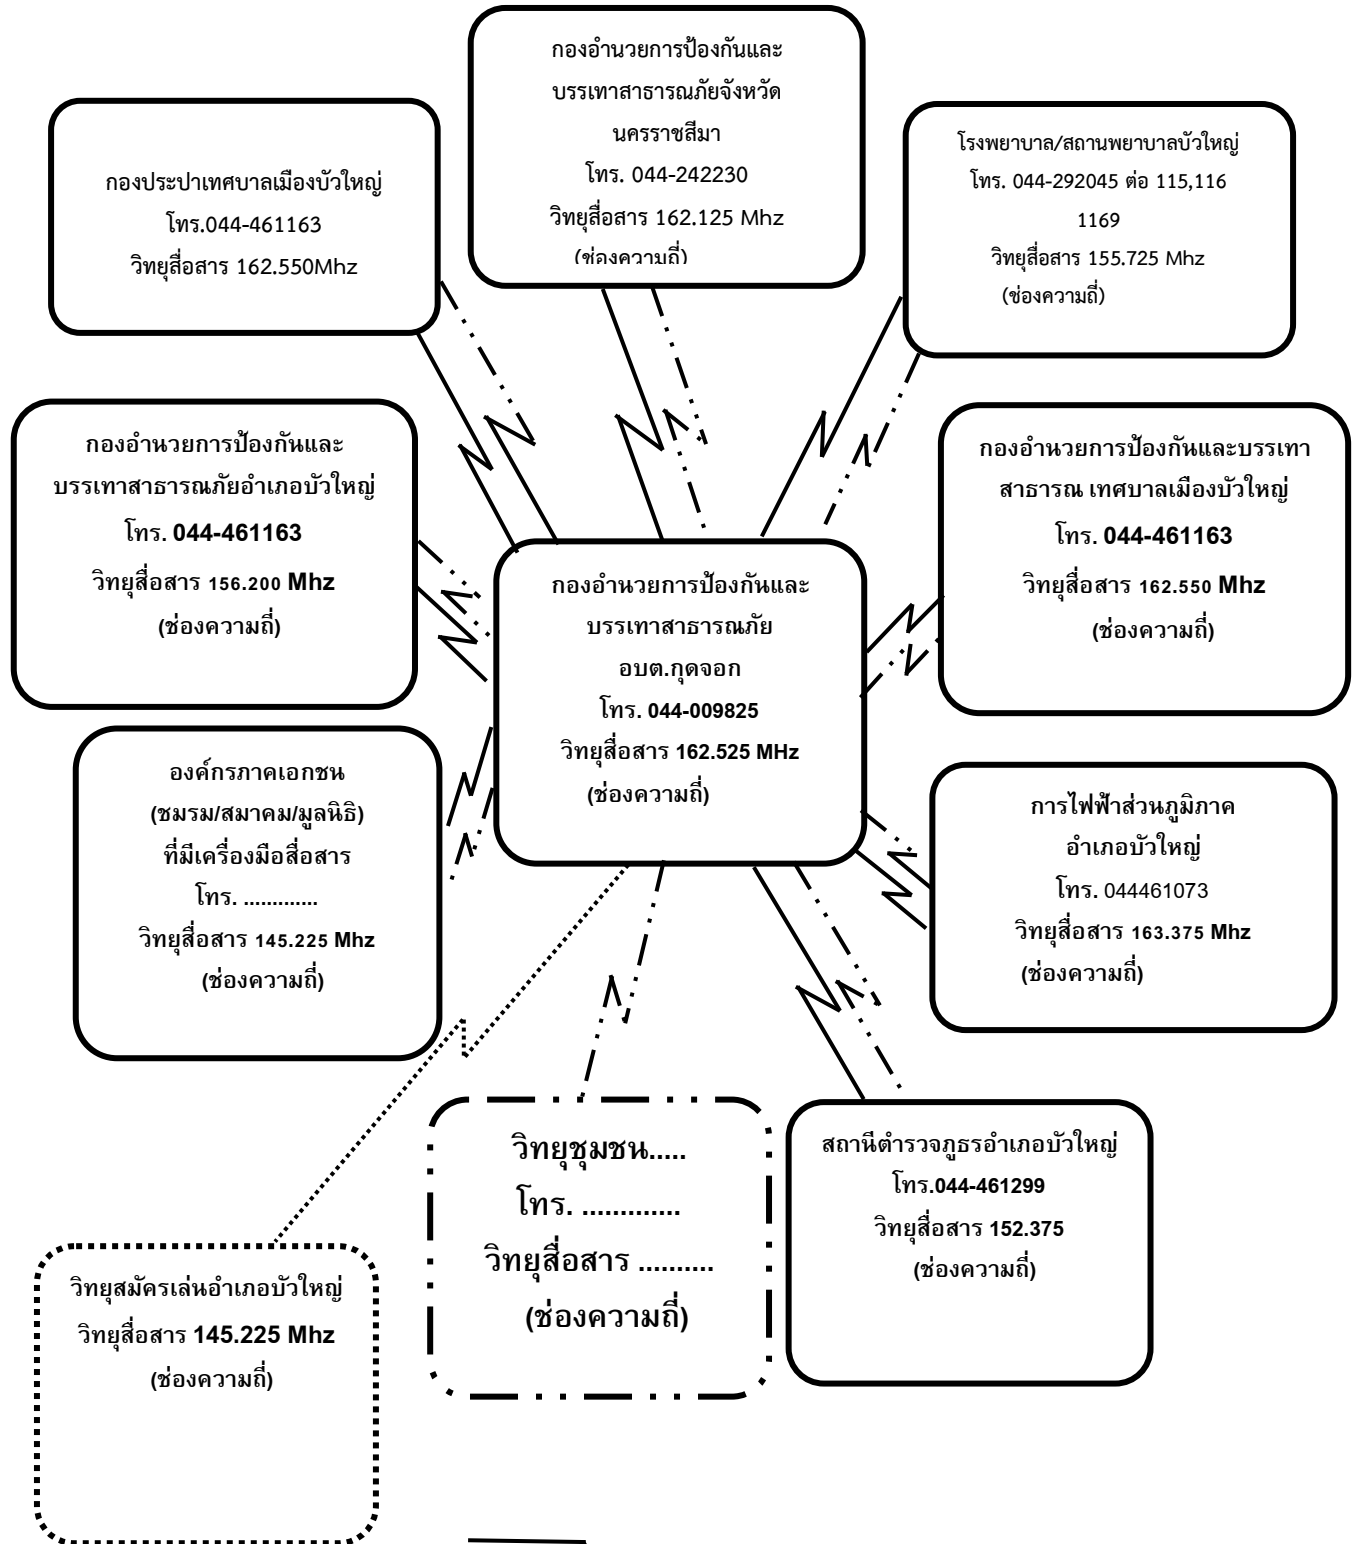 กองอำนวยการป้องกันและ
บรรเทาสาธารณภัยจังหวัด
นครราชสีมา
โทร. 044-242230
วิทยุสื่อสาร 162.125 Mhz
(ช่องความถี่)
กองประปาเทศบาลเมืองบัวใหญ่
โทร.044-461163
วิทยุสื่อสาร 162.550Mhz
โรงพยาบาล/สถานพยาบาลบัวใหญ่
โทร. 044-292045 ต่อ 115,116
1169
วิทยุสื่อสาร 155.725 Mhz
(ช่องความถี่)
กองอำนวยการป้องกันและ
บรรเทาสาธารณภัยอำเภอบัวใหญ่
โทร. 044-461163
วิทยุสื่อสาร 156.200 Mhz
(ช่องความถี่)
กองอำนวยการป้องกันและบรรเทา
สาธารณ เทศบาลเมืองบัวใหญ่
โทร. 044-461163
วิทยุสื่อสาร 162.550 Mhz
(ช่องความถี่)
กองอำนวยการป้องกันและ
บรรเทาสาธารณภัย
อบต.กุดจอก
โทร. 044-009825
วิทยุสื่อสาร 162.525 MHz
(ช่องความถี่)
องค์กรภาคเอกชน
(ชมรม/สมาคม/มูลนิธิ)
ที่มีเครื่องมือสื่อสาร
โทร. .............
วิทยุสื่อสาร 145.225 Mhz
(ช่องความถี่)
การไฟฟ้าส่วนภูมิภาค
อำเภอบัวใหญ่
โทร. 044461073
วิทยุสื่อสาร 163.375 Mhz
(ช่องความถี่)
วิทยุชุมชน.....
โทร. .............
วิทยุสื่อสาร ..........
(ช่องความถี่)
สถานีตำรวจภูธรอำเภอบัวใหญ่
โทร.044-461299
วิทยุสื่อสาร 152.375
(ช่องความถี่)
วิทยุสมัครเล่นอำเภอบัวใหญ่
วิทยุสื่อสาร 145.225 Mhz
(ช่องความถี่)